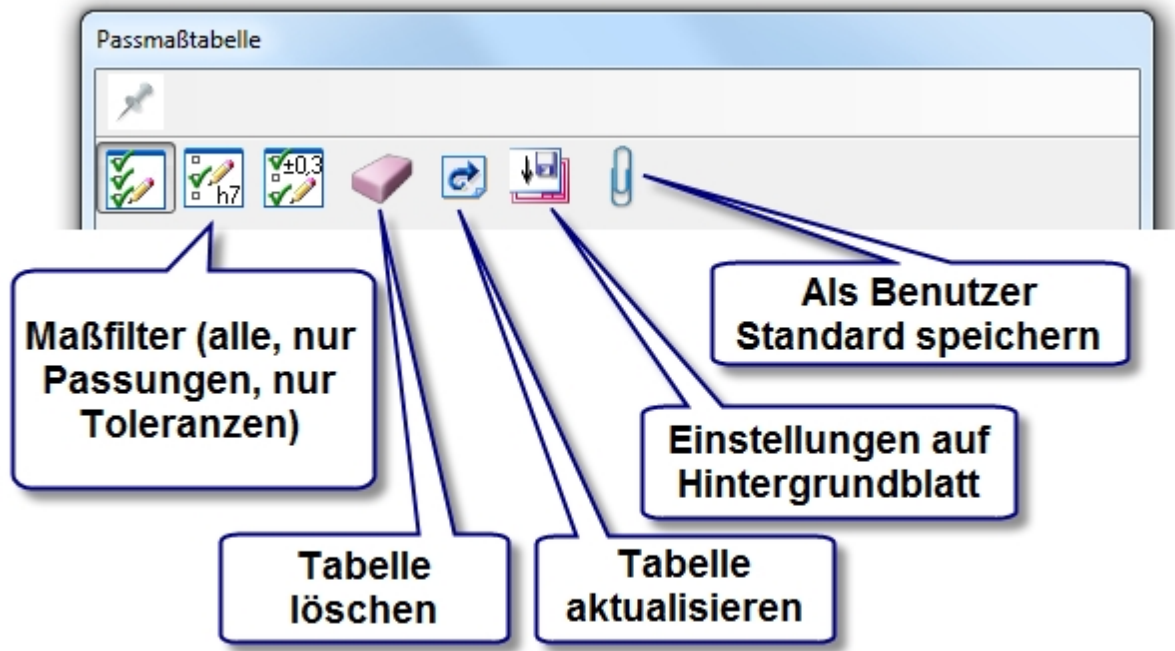 Passmaßtabelle
h7
±0,3
Maßfilter (alle, nur
Passungen, nur
Toleranzen)
Als Benutzer
Standard speichern
Einstellungen auf
Hintergrundblatt
Tabelle
löschen
Tabelle
aktualisieren